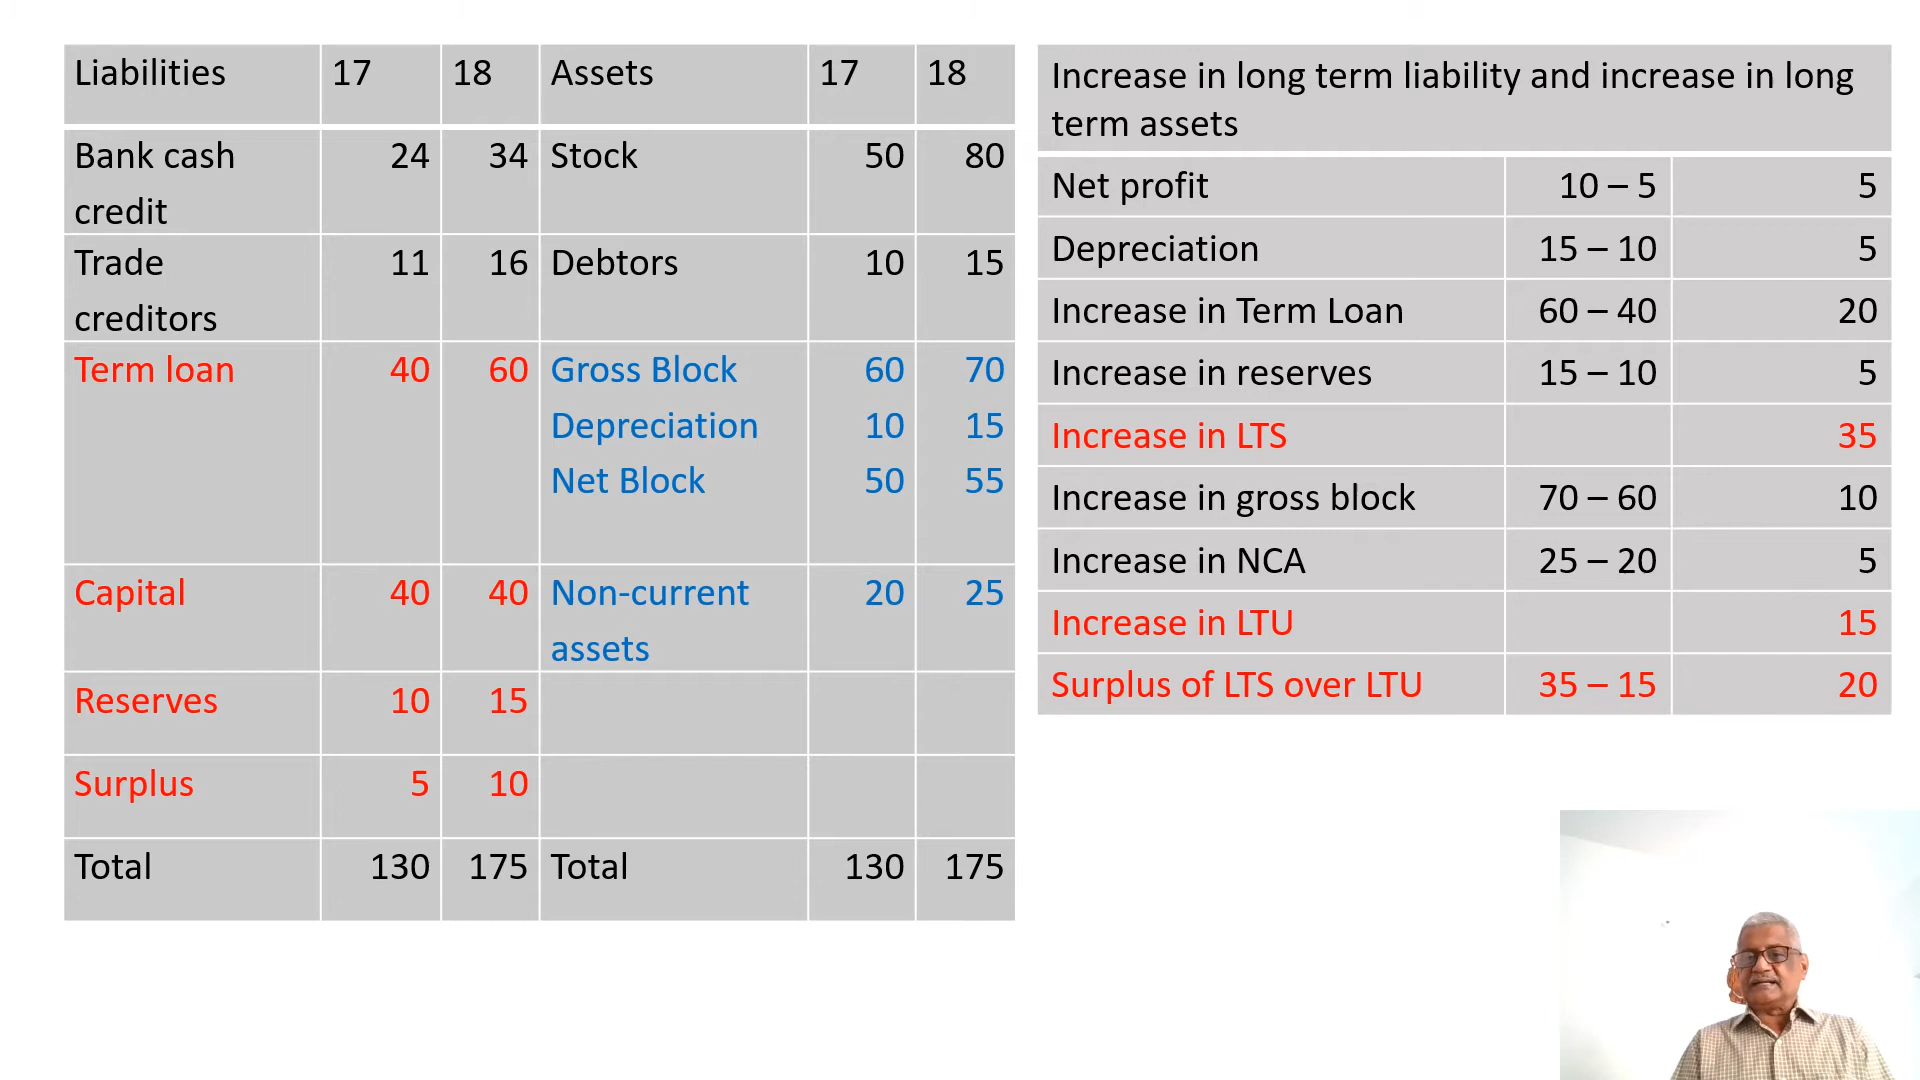 Liabilities 17 18 Assets 17 18
Bank cash credit 24 34 Stock 50 80
Trade creditors 11 16 Debtors 10 15
Term loan 40 60 Gross Block 60 70
Depreciation 10 15
Net Block 50 55
Capital 40 40 Non-current assets 20 25
Reserves 10 15
Surplus 5 10
Total 130 175 Total 130 175
Increase in long term liability and increase in long
term assets
Net profit 10 – 5 5
Depreciation 15 – 10 5
Increase in Term Loan 60 – 40 20
Increase in reserves 15 – 10 5
Increase in LTS 35
Increase in gross block 70 – 60 10
Increase in NCA 25 – 20 5
Increase in LTU 15
Surplus of LTS over LTU 35 – 15 20